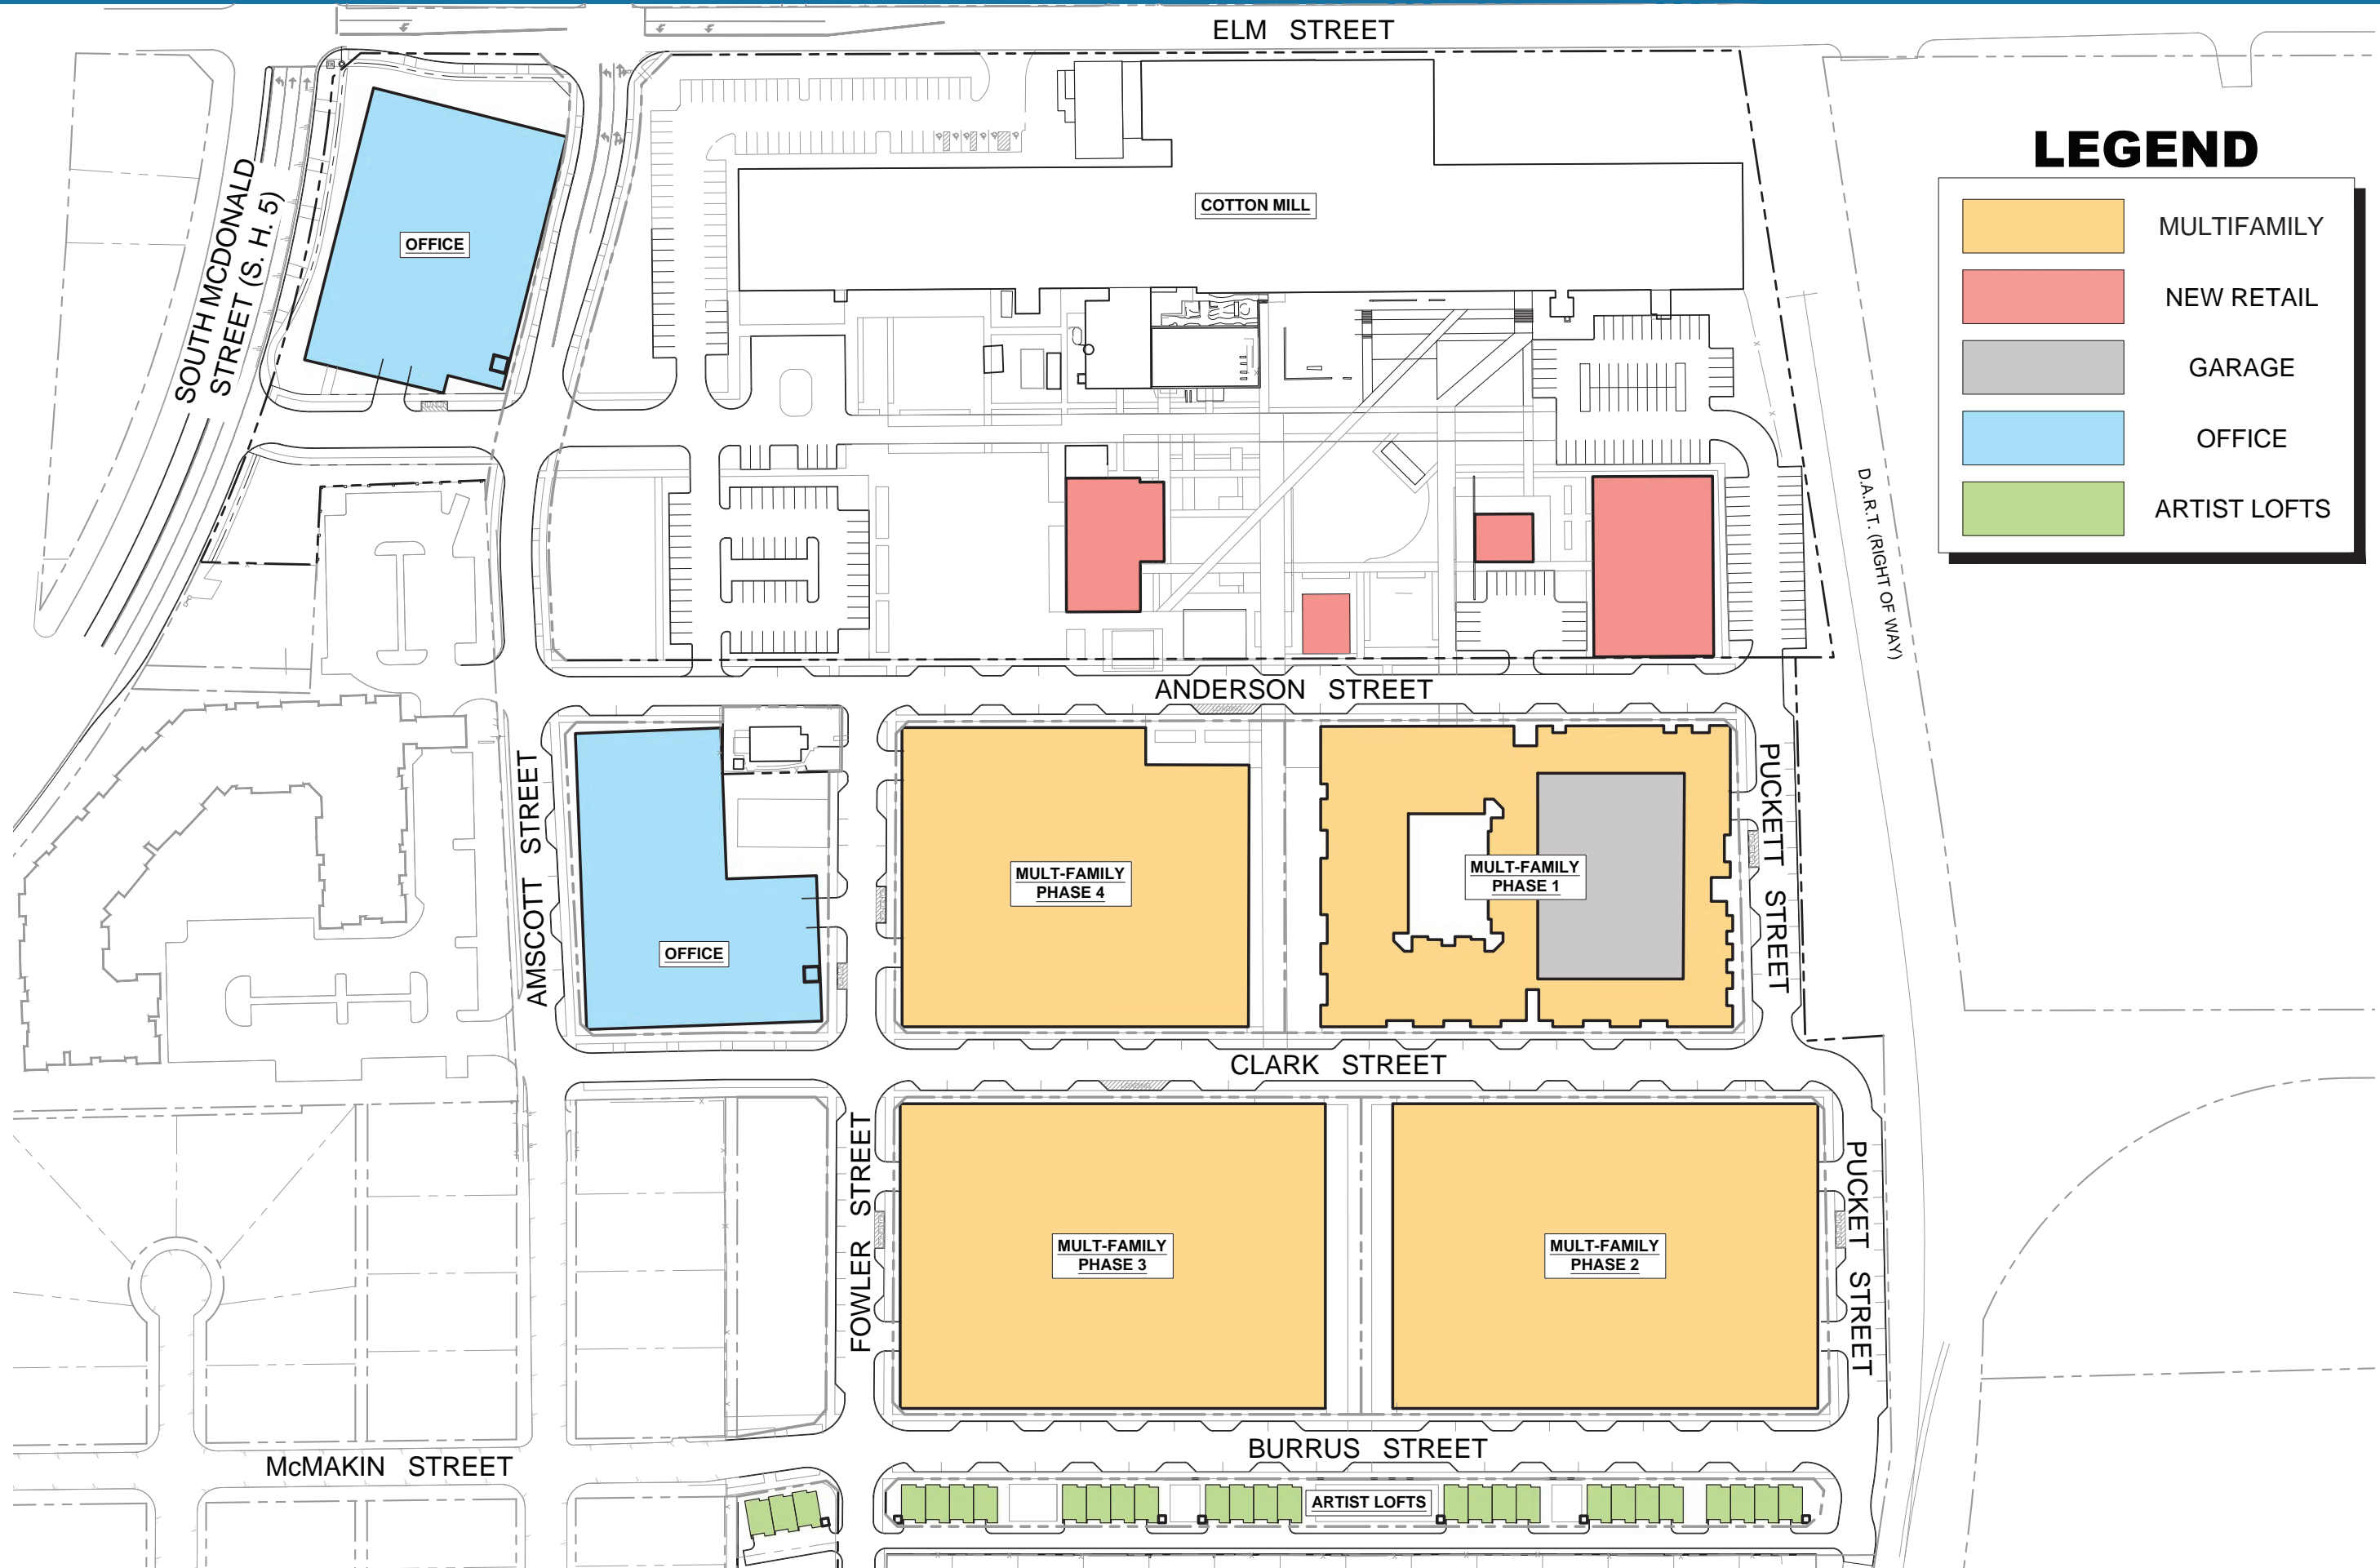 ELM STREET
LEGEND
MULTIFAMILY
NEW RETAIL
GARAGE
OFFICE
ARTIST LOFTS
SOUTH MCDONALD
STREET (S. H. 5)
OFFICE
COTTON MILL
D.A.R.T. (RIGHT OF WAY)
ANDERSON STREET
AMSCOTT STREET
OFFICE
MULT-FAMILY
PHASE 4
MULT-FAMILY
PHASE 1
PUCKETT STREET
CLARK STREET
FOWLER STREET
MULT-FAMILY
PHASE 3
MULT-FAMILY
PHASE 2
PUCKET STREET
BURRUS STREET
McMAKIN STREET
ARTIST LOFTS